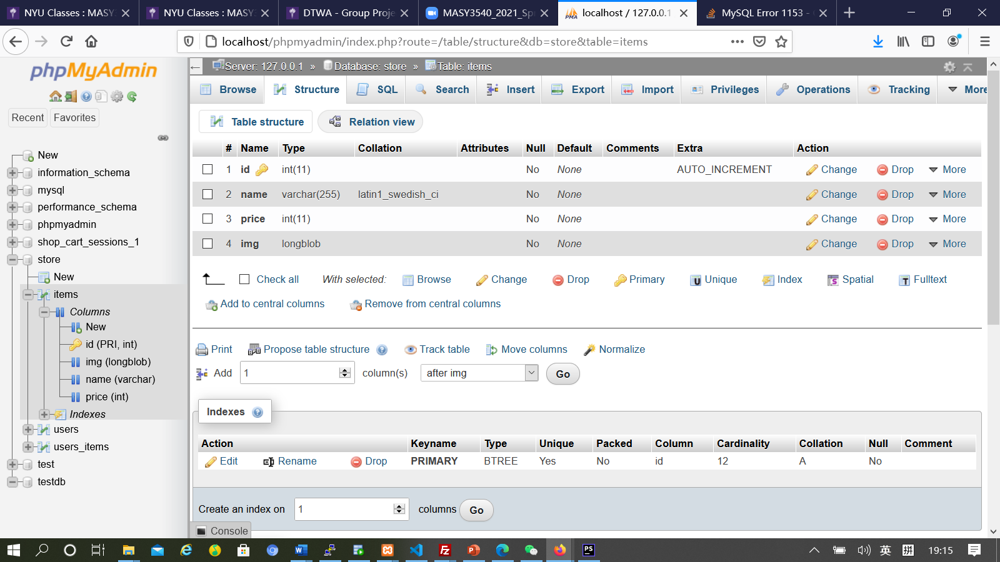 NYU Classes : MASY
NYU Classes : MASY
DTWA - Group Proje
MASY3540_2021_Sp
localhost / 127.0.0.1
MySQL Error 1153 -
localhost/phpmyadmin/index.php?route=/table/structure&db=store&table=items
phpMyAdmin
Recent
Favorites
New
information_schema
mysql
performance_schema
phpmyadmin
shop_cart_sessions_1
store
New
items
Columns
New
id (PRI, int)
img (longblob)
name (varchar)
price (int)
Indexes
users
users_items
test
testdb
Server: 127.0.0.1 » Database: store » Table: items
Browse Structure SQL Search Insert Export Import Privileges Operations Tracking More
Table structure Relation view
# Name Type Collation Attributes Null Default Comments Extra Action
1 id int(11) No None AUTO_INCREMENT Change Drop More
2 name varchar(255) latin1_swedish_ci No None Change Drop More
3 price int(11) No None Change Drop More
4 img longblob No None Change Drop More
Check all With selected: Browse Change Drop Primary Unique Index Spatial Fulltext
Add to central columns Remove from central columns
Print Propose table structure Track table Move columns Normalize
Add 1 column(s) after img Go
Indexes
Action Keyname Type Unique Packed Column Cardinality Collation Null Comment
Edit Rename Drop PRIMARY BTREE Yes No id 12 A No
Create an index on 1 columns Go
Console
英 拼 19:15